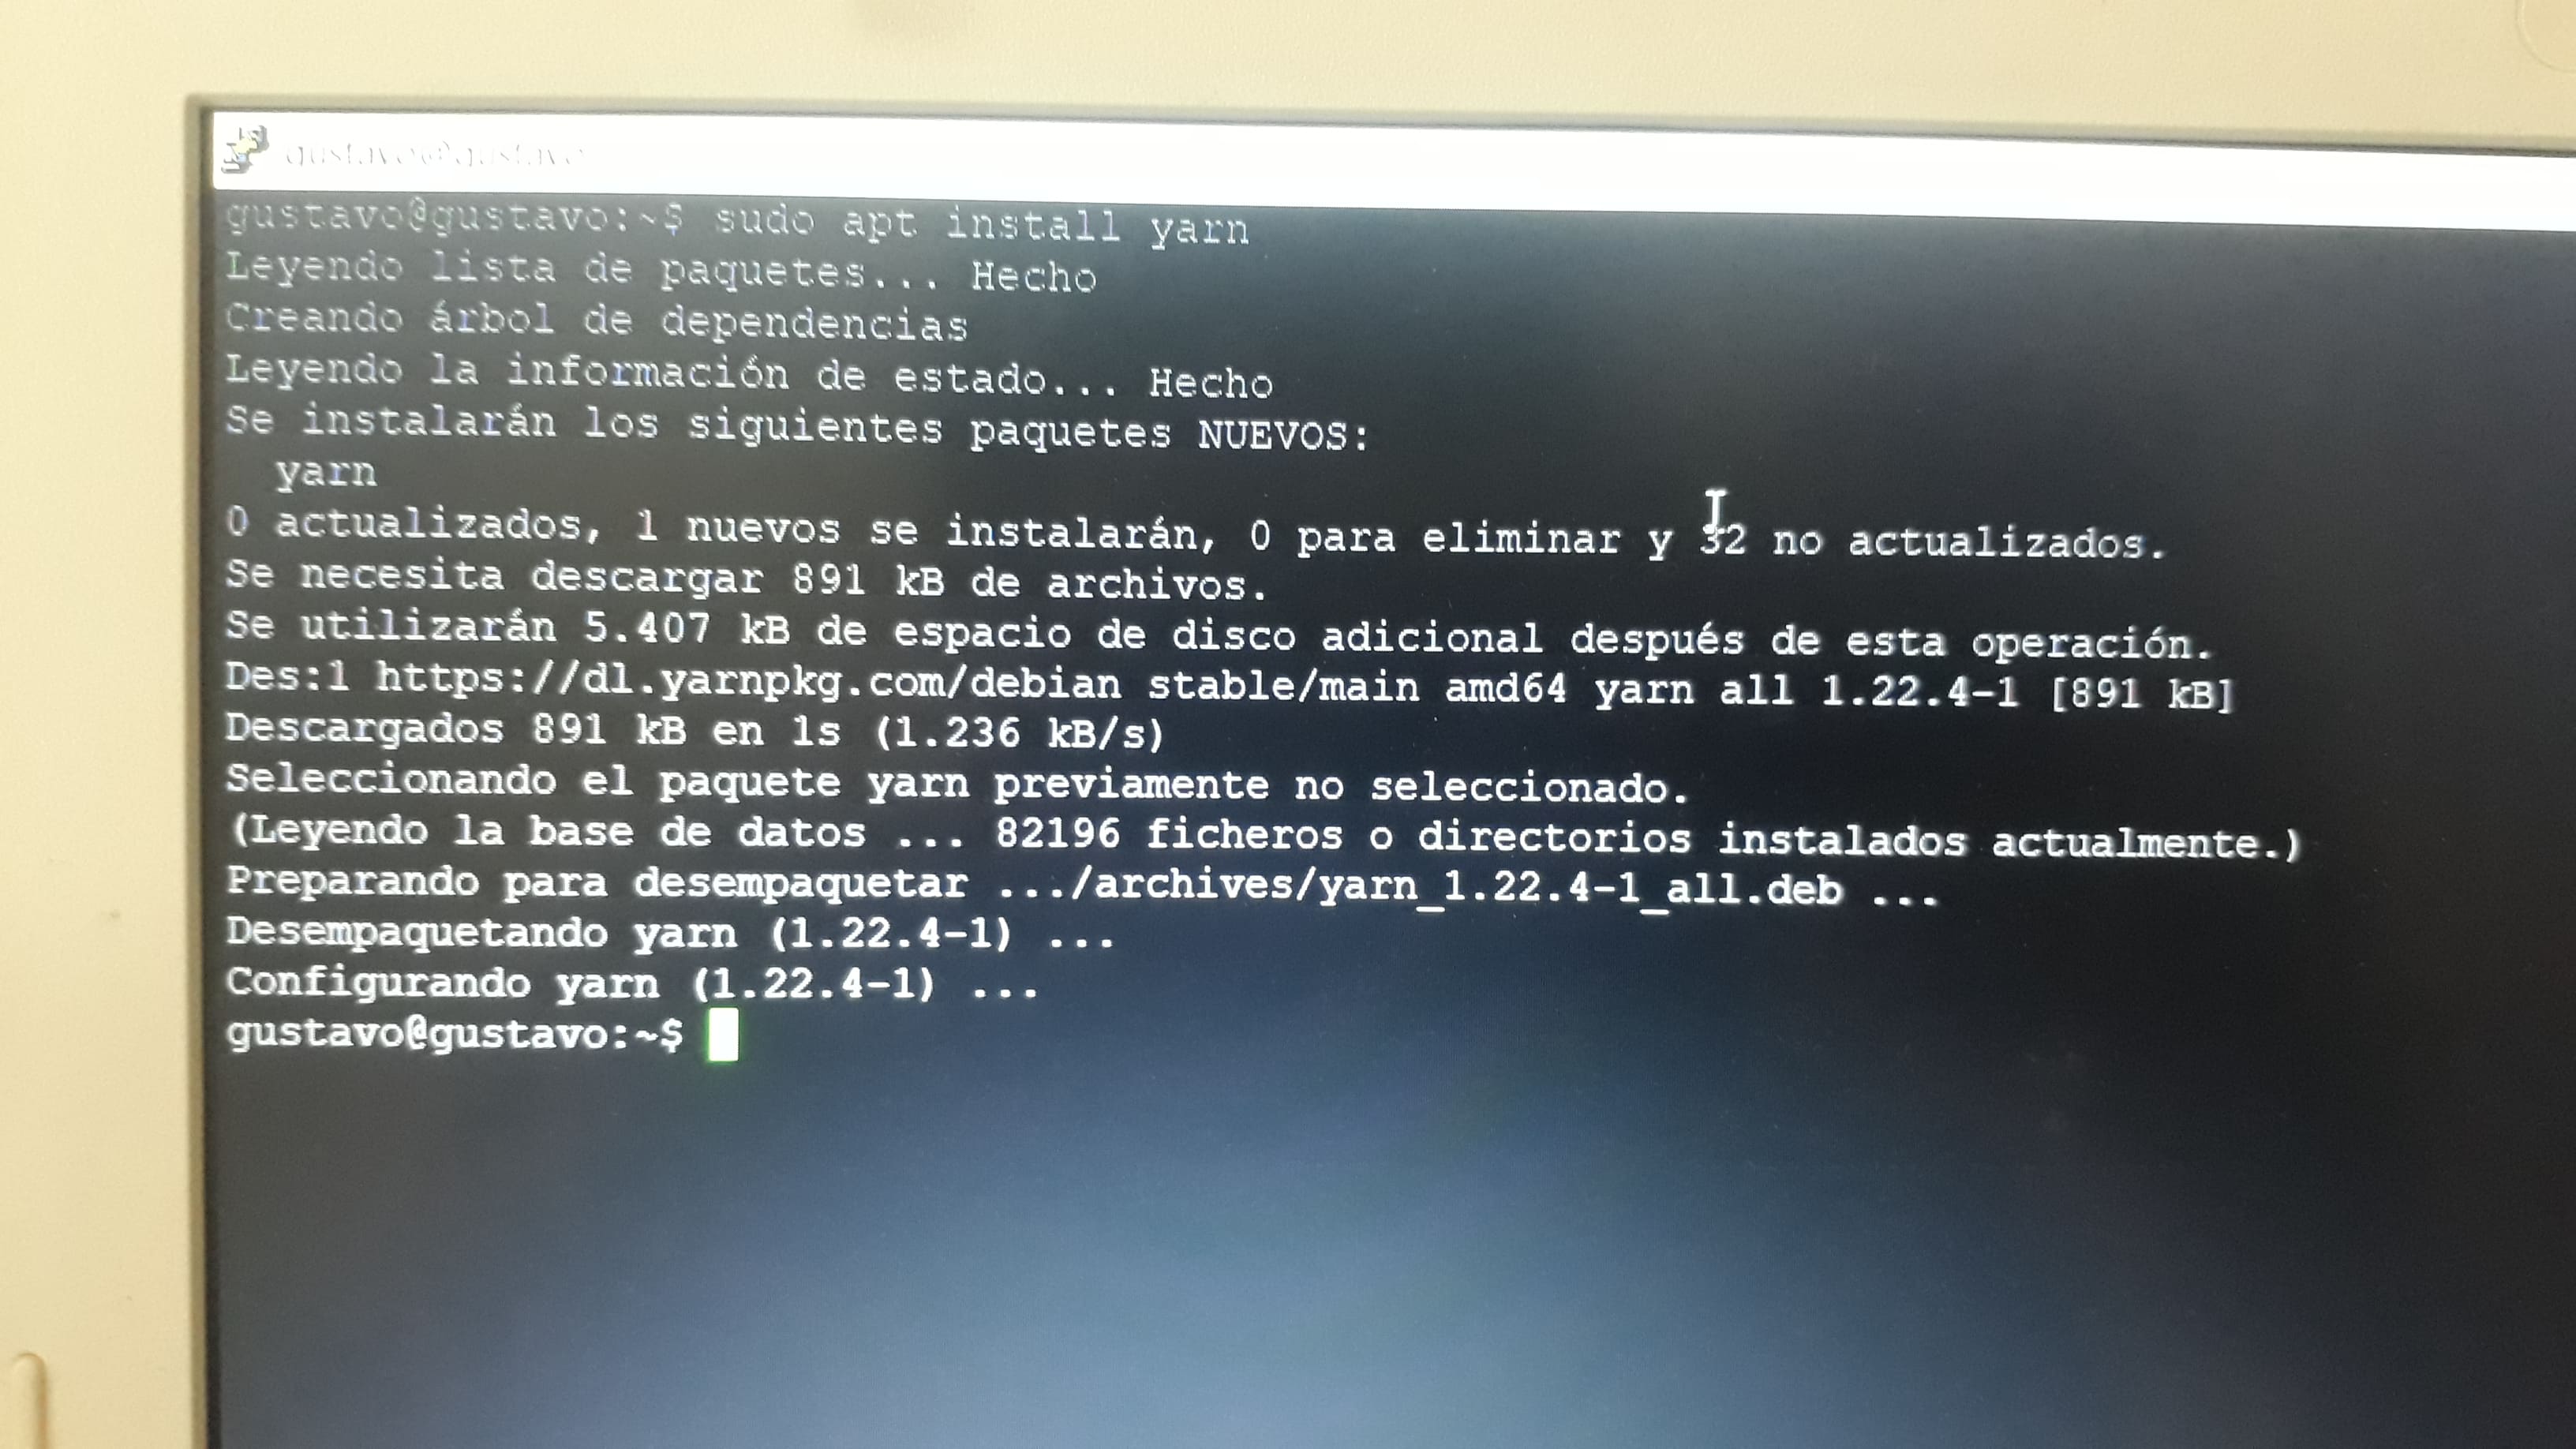 gustavo@gustavo
gustavo@gustavo:~$ sudo apt install yarn
Leyendo lista de paquetes... Hecho
Creando árbol de dependencias
Leyendo la información de estado... Hecho
Se instalarán los siguientes paquetes NUEVOS:
  yarn
0 actualizados, 1 nuevos se instalarán, 0 para eliminar y 32 no actualizados.
Se necesita descargar 891 kB de archivos.
Se utilizarán 5.407 kB de espacio de disco adicional después de esta operación.
Des:1 https://dl.yarnpkg.com/debian stable/main amd64 yarn all 1.22.4-1 [891 kB]
Descargados 891 kB en 1s (1.236 kB/s)
Seleccionando el paquete yarn previamente no seleccionado.
(Leyendo la base de datos ... 82196 ficheros o directorios instalados actualmente.)
Preparando para desempaquetar .../archives/yarn_1.22.4-1_all.deb ...
Desempaquetando yarn (1.22.4-1) ...
Configurando yarn (1.22.4-1) ...
gustavo@gustavo:~$